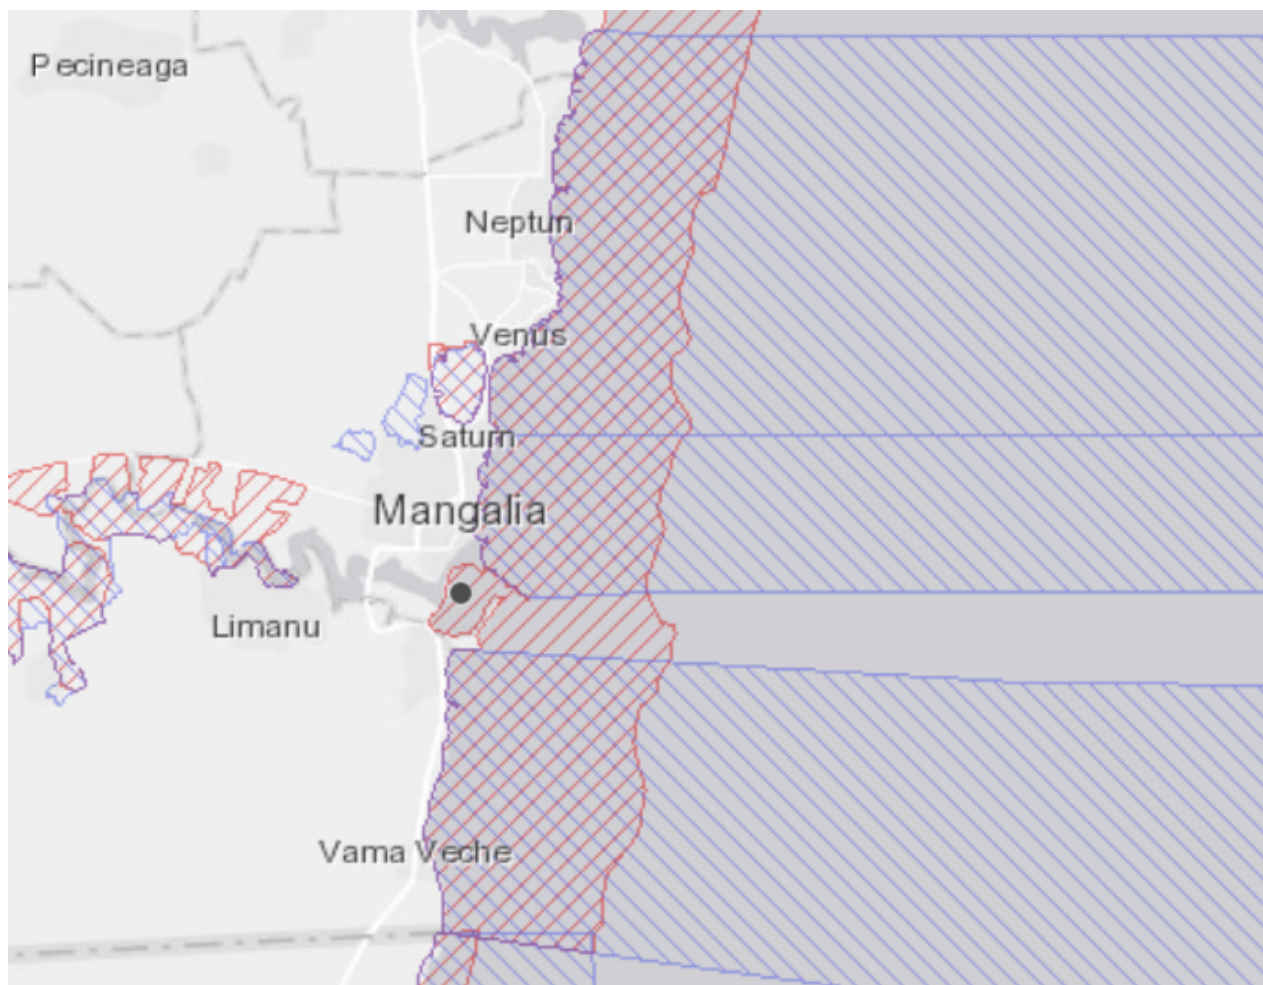 Pecineaga
Neptun
Venus
Saturn
Mangalia
Limanu
Vama Veche